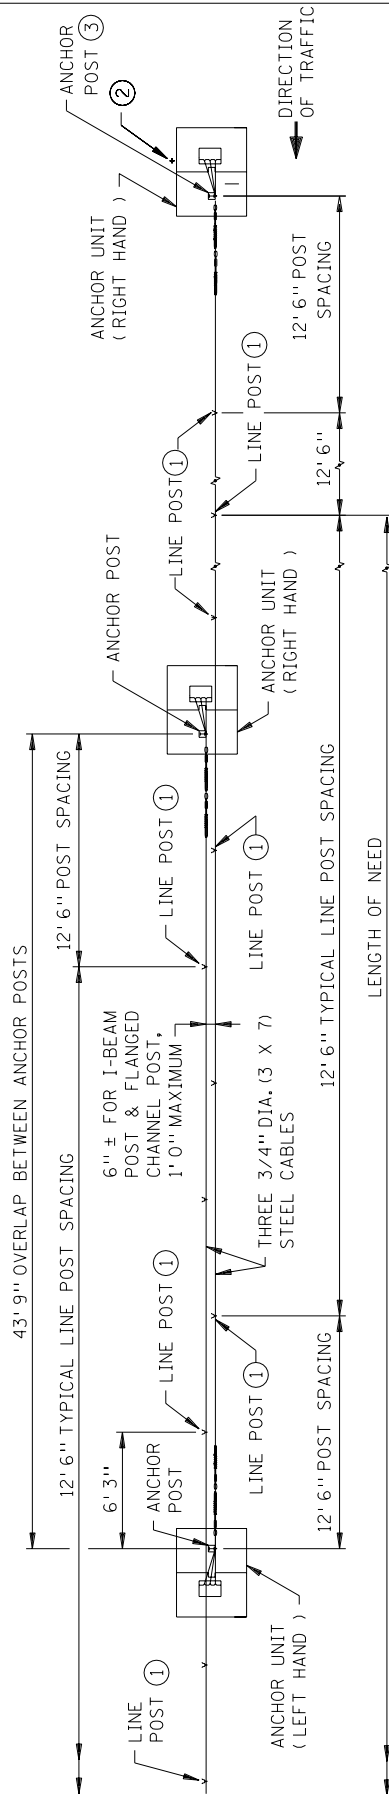 43' 9" OVERLAP BETWEEN ANCHOR POSTS
12' 6" TYPICAL LINE POST SPACING
12' 6" POST SPACING
6' 3"
ANCHOR
POST
LINE
POST 1
LINE POST 1
6" ± FOR I-BEAM
POST & FLANGED
CHANNEL POST,
1' 0" MAXIMUM
LINE POST 1
ANCHOR POST
LINE POST 1
ANCHOR UNIT
( RIGHT HAND )
ANCHOR
POST 3
2
DIRECTION
OF TRAFFIC
ANCHOR UNIT
( LEFT HAND )
LINE POST 1
THREE 3/4" DIA. (3 X 7)
STEEL CABLES
LINE POST 1
ANCHOR UNIT
( RIGHT HAND )
LINE POST 1
12' 6" POST SPACING
12' 6" TYPICAL LINE POST SPACING
12' 6"
12' 6" POST
SPACING
LENGTH OF NEED